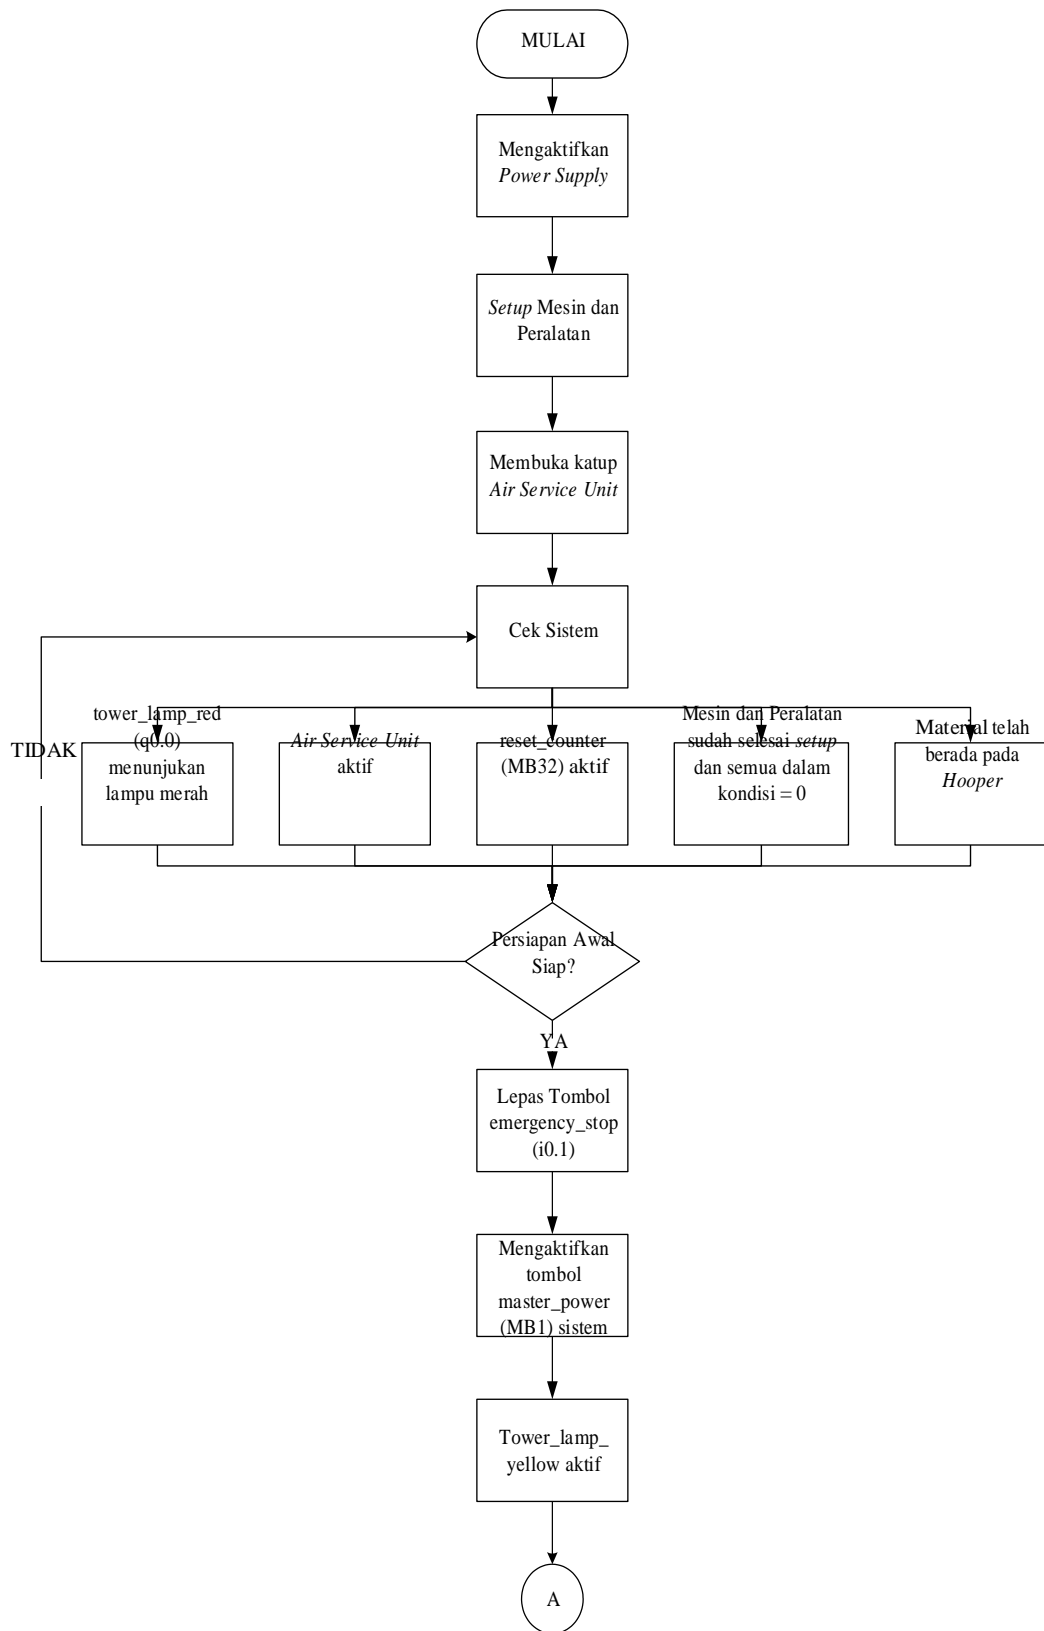 MULAI
Mengaktifkan
Power Supply
Setup Mesin dan
Peralatan
Membuka katup
Air Service Unit
Cek Sistem
TIDAK
tower_lamp_red
(q0.0)
menunjukan
lampu merah
Air Service Unit
aktif
reset_counter
(MB32) aktif
Mesin dan Peralatan
sudah selesai setup
dan semua dalam
kondisi = 0
Material telah
berada pada
Hooper
Persiapan Awal
Siap?
YA
Lepas Tombol
emergency_stop
(i0.1)
Mengaktifkan
tombol
master_power
(MB1) sistem
Tower_lamp_
yellow aktif
A